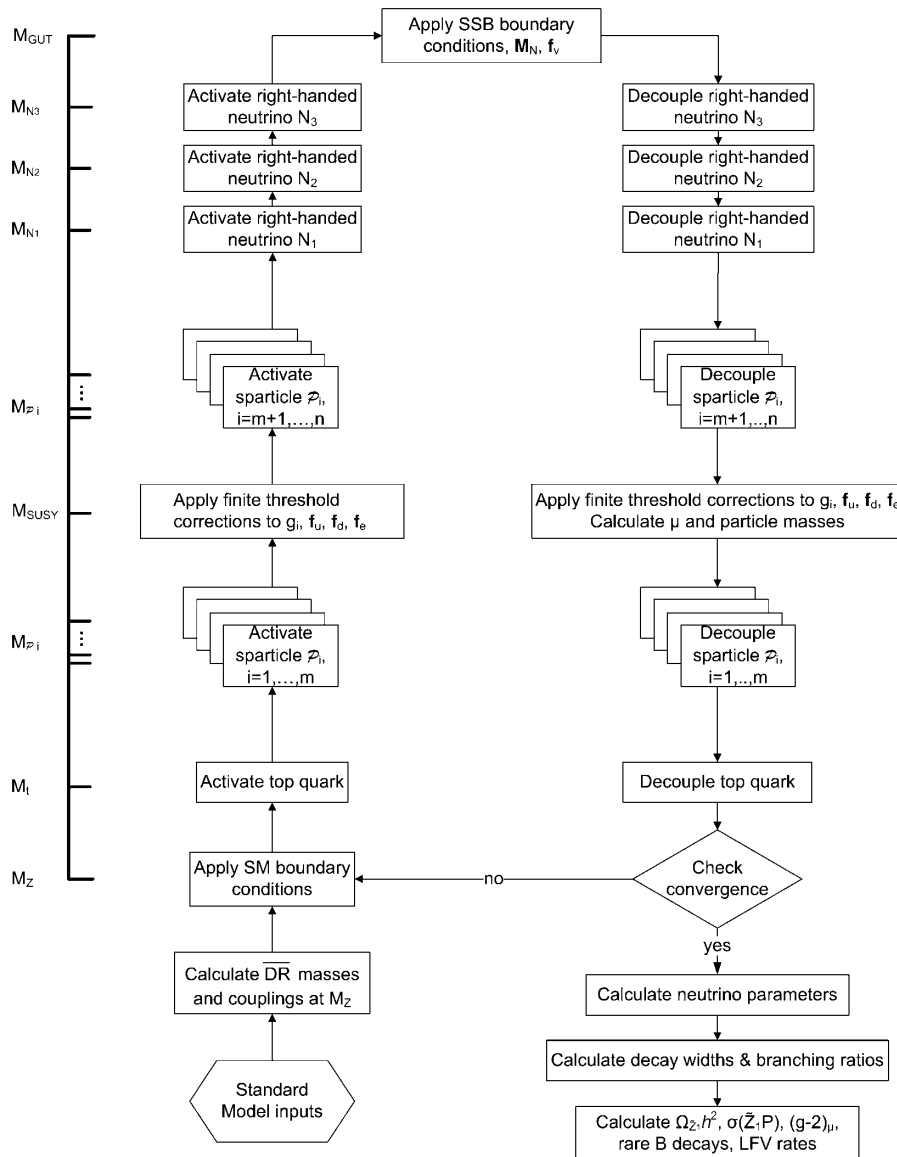 M_GUT
M_N3
M_N2
M_N1
M_𝒫i
M_SUSY
M_𝒫i
M_t
M_Z
Apply SSB boundary
conditions, M_N, f_ν
Activate right-handed
neutrino N_3
Activate right-handed
neutrino N_2
Activate right-handed
neutrino N_1
Activate
sparticle 𝒫_i,
i=m+1,...,n
Apply finite threshold
corrections to g_i, f_u, f_d, f_e
Activate
sparticle 𝒫_i,
i=1,...,m
Activate top quark
Apply SM boundary
conditions
Calculate D̅R̅ masses
and couplings at M_Z
Standard
Model inputs
Decouple right-handed
neutrino N_3
Decouple right-handed
neutrino N_2
Decouple right-handed
neutrino N_1
Decouple
sparticle 𝒫_i,
i=m+1,..,n
Apply finite threshold corrections to g_i, f_u, f_d, f_e
Calculate μ and particle masses
Decouple
sparticle 𝒫_i,
i=1,..,m
Decouple top quark
Check
convergence
no
yes
Calculate neutrino parameters
Calculate decay widths & branching ratios
Calculate Ω_Z̃₁h², σ(Z̃₁P), (g-2)_μ,
rare B decays, LFV rates